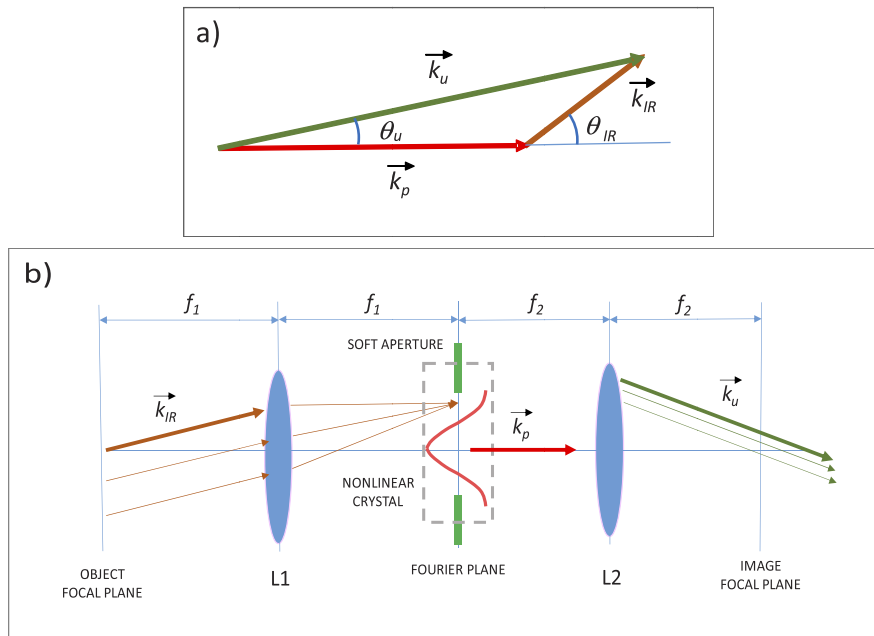 a)
k_u
k_IR
θ_u
θ_IR
k_p
b)
f_1 f_1 f_2 f_2
SOFT APERTURE
k_IR
k_u
k_p
NONLINEAR
CRYSTAL
OBJECT
FOCAL PLANE
L1
FOURIER PLANE
L2
IMAGE
FOCAL PLANE